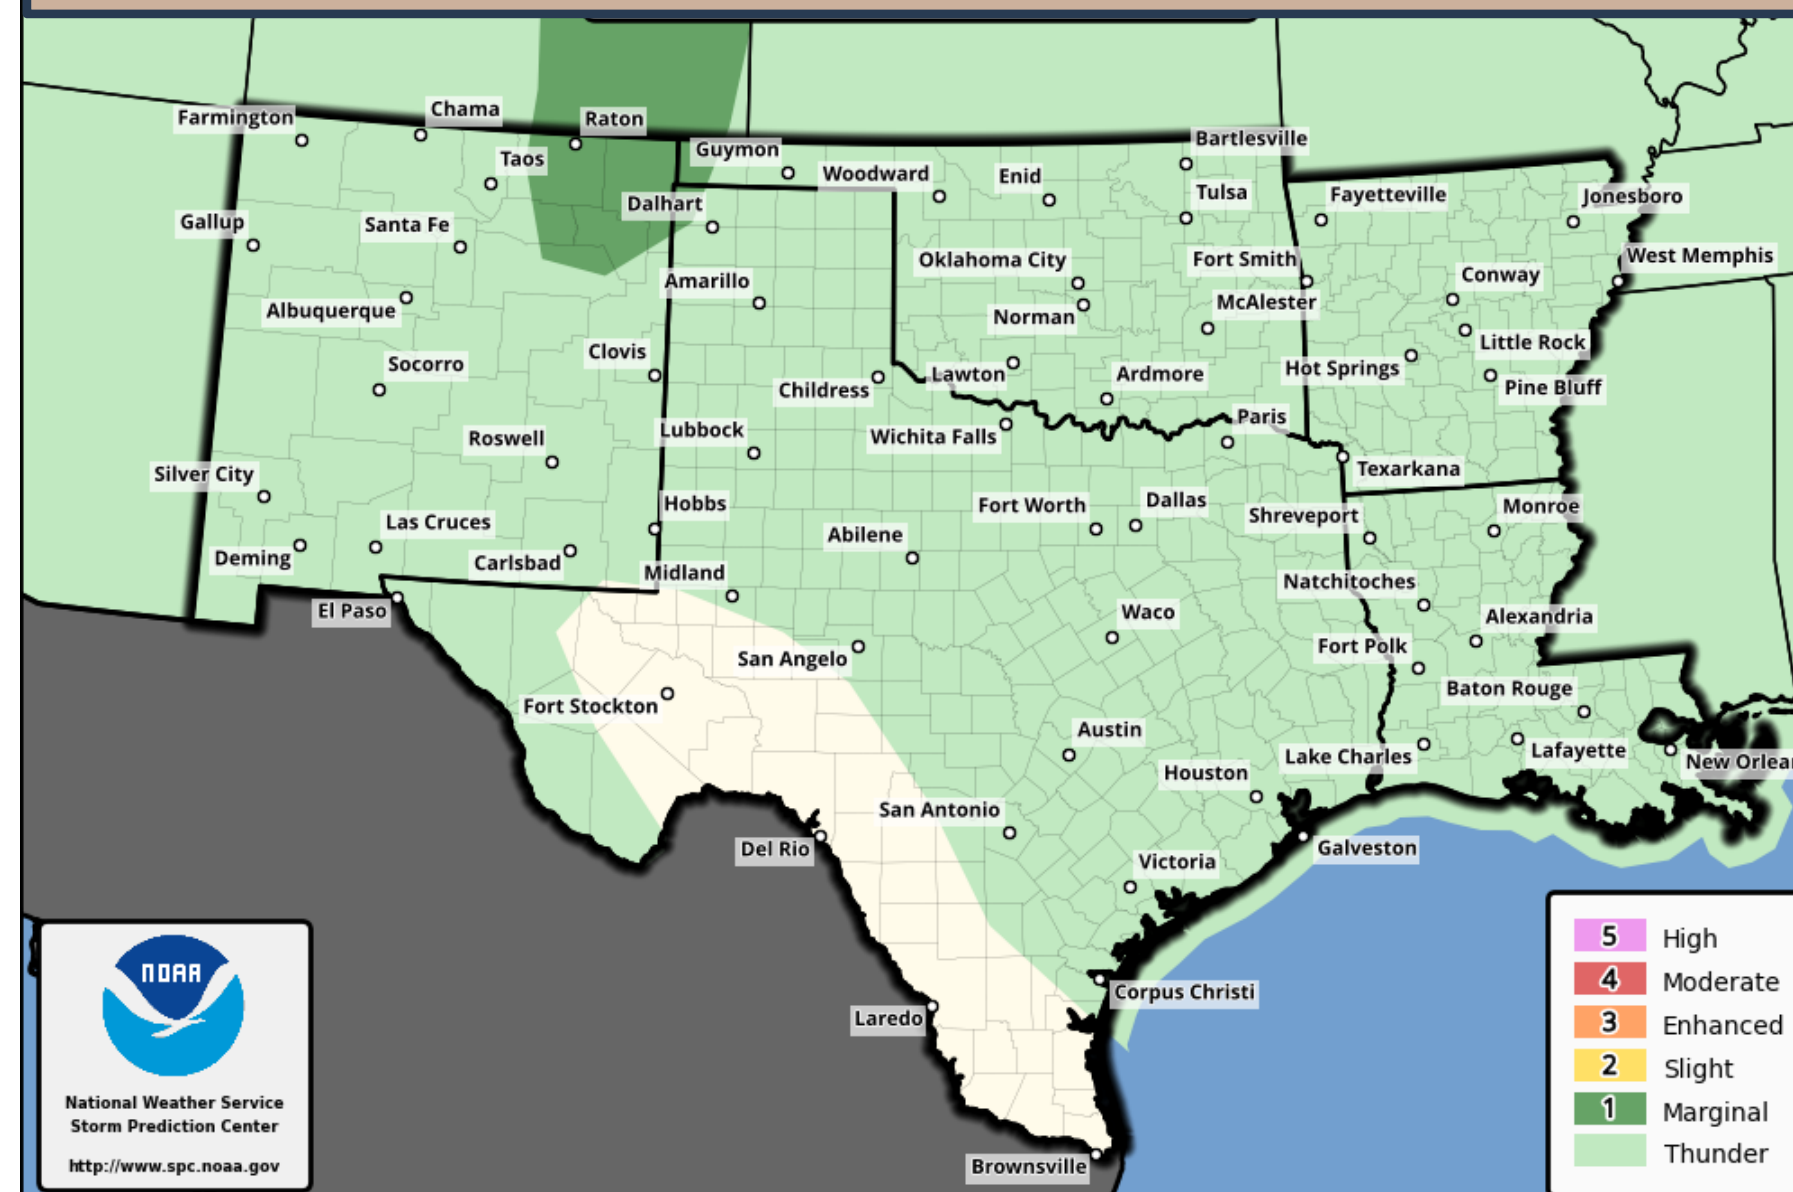 Farmington
Chama
Raton
Taos
Guymon
Woodward
Enid
Bartlesville
Tulsa
Fayetteville
Jonesboro
Gallup
Santa Fe
Dalhart
Oklahoma City
Fort Smith
West Memphis
Amarillo
Conway
Albuquerque
Norman
McAlester
Little Rock
Socorro
Clovis
Childress
Lawton
Ardmore
Hot Springs
Pine Bluff
Roswell
Lubbock
Wichita Falls
Paris
Silver City
Texarkana
Hobbs
Fort Worth
Dallas
Shreveport
Monroe
Las Cruces
Abilene
Deming
Carlsbad
Midland
Natchitoches
El Paso
Waco
Alexandria
San Angelo
Fort Polk
Fort Stockton
Baton Rouge
Austin
Lake Charles
Lafayette
New Orlea
Houston
San Antonio
Del Rio
Galveston
Victoria
Corpus Christi
Laredo
Brownsville
NOAA
National Weather Service
Storm Prediction Center
http://www.spc.noaa.gov
5 High
4 Moderate
3 Enhanced
2 Slight
1 Marginal
Thunder